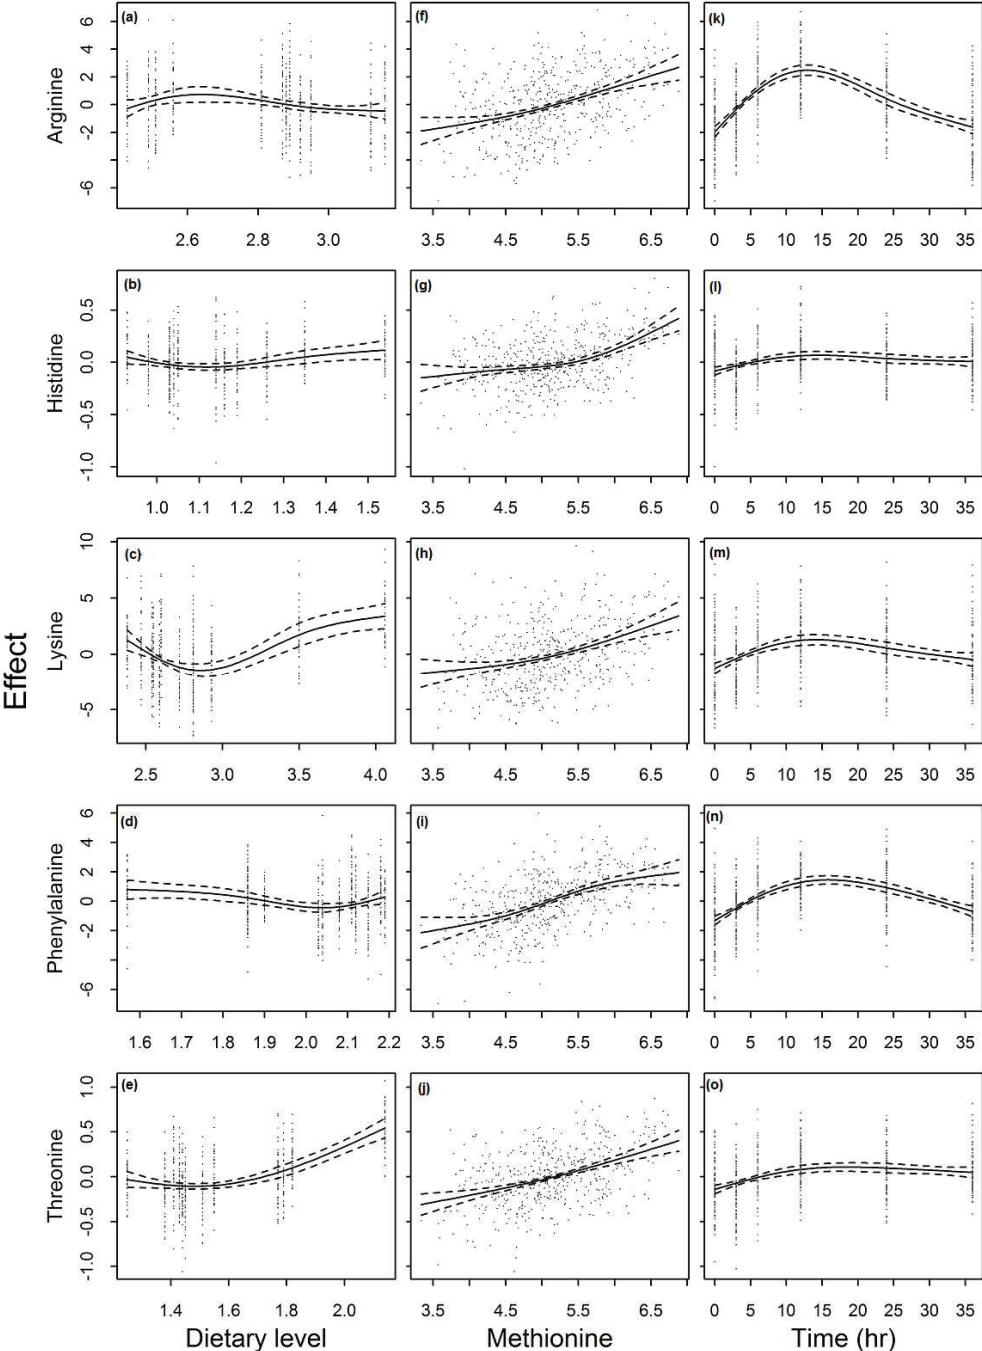 (a) (f) (k)
Arginine
6
4
2
0
-2
-6
2.6 2.8 3.0
3.5 4.5 5.5 6.5
0 5 10 15 20 25 30 35
(b) (g) (l)
Histidine
0.5
0.0
-0.5
-1.0
1.0 1.1 1.2 1.3 1.4 1.5
3.5 4.5 5.5 6.5
0 5 10 15 20 25 30 35
(c) (h) (m)
Effect
Lysine
10
5
0
-5
2.5 3.0 3.5 4.0
3.5 4.5 5.5 6.5
0 5 10 15 20 25 30 35
(d) (i) (n)
Phenylalanine
6
4
2
0
-2
-6
1.6 1.7 1.8 1.9 2.0 2.1 2.2
3.5 4.5 5.5 6.5
0 5 10 15 20 25 30 35
(e) (j) (o)
Threonine
1.0
0.5
0.0
-0.5
-1.0
1.4 1.6 1.8 2.0
3.5 4.5 5.5 6.5
0 5 10 15 20 25 30 35
Dietary level Methionine Time (hr)